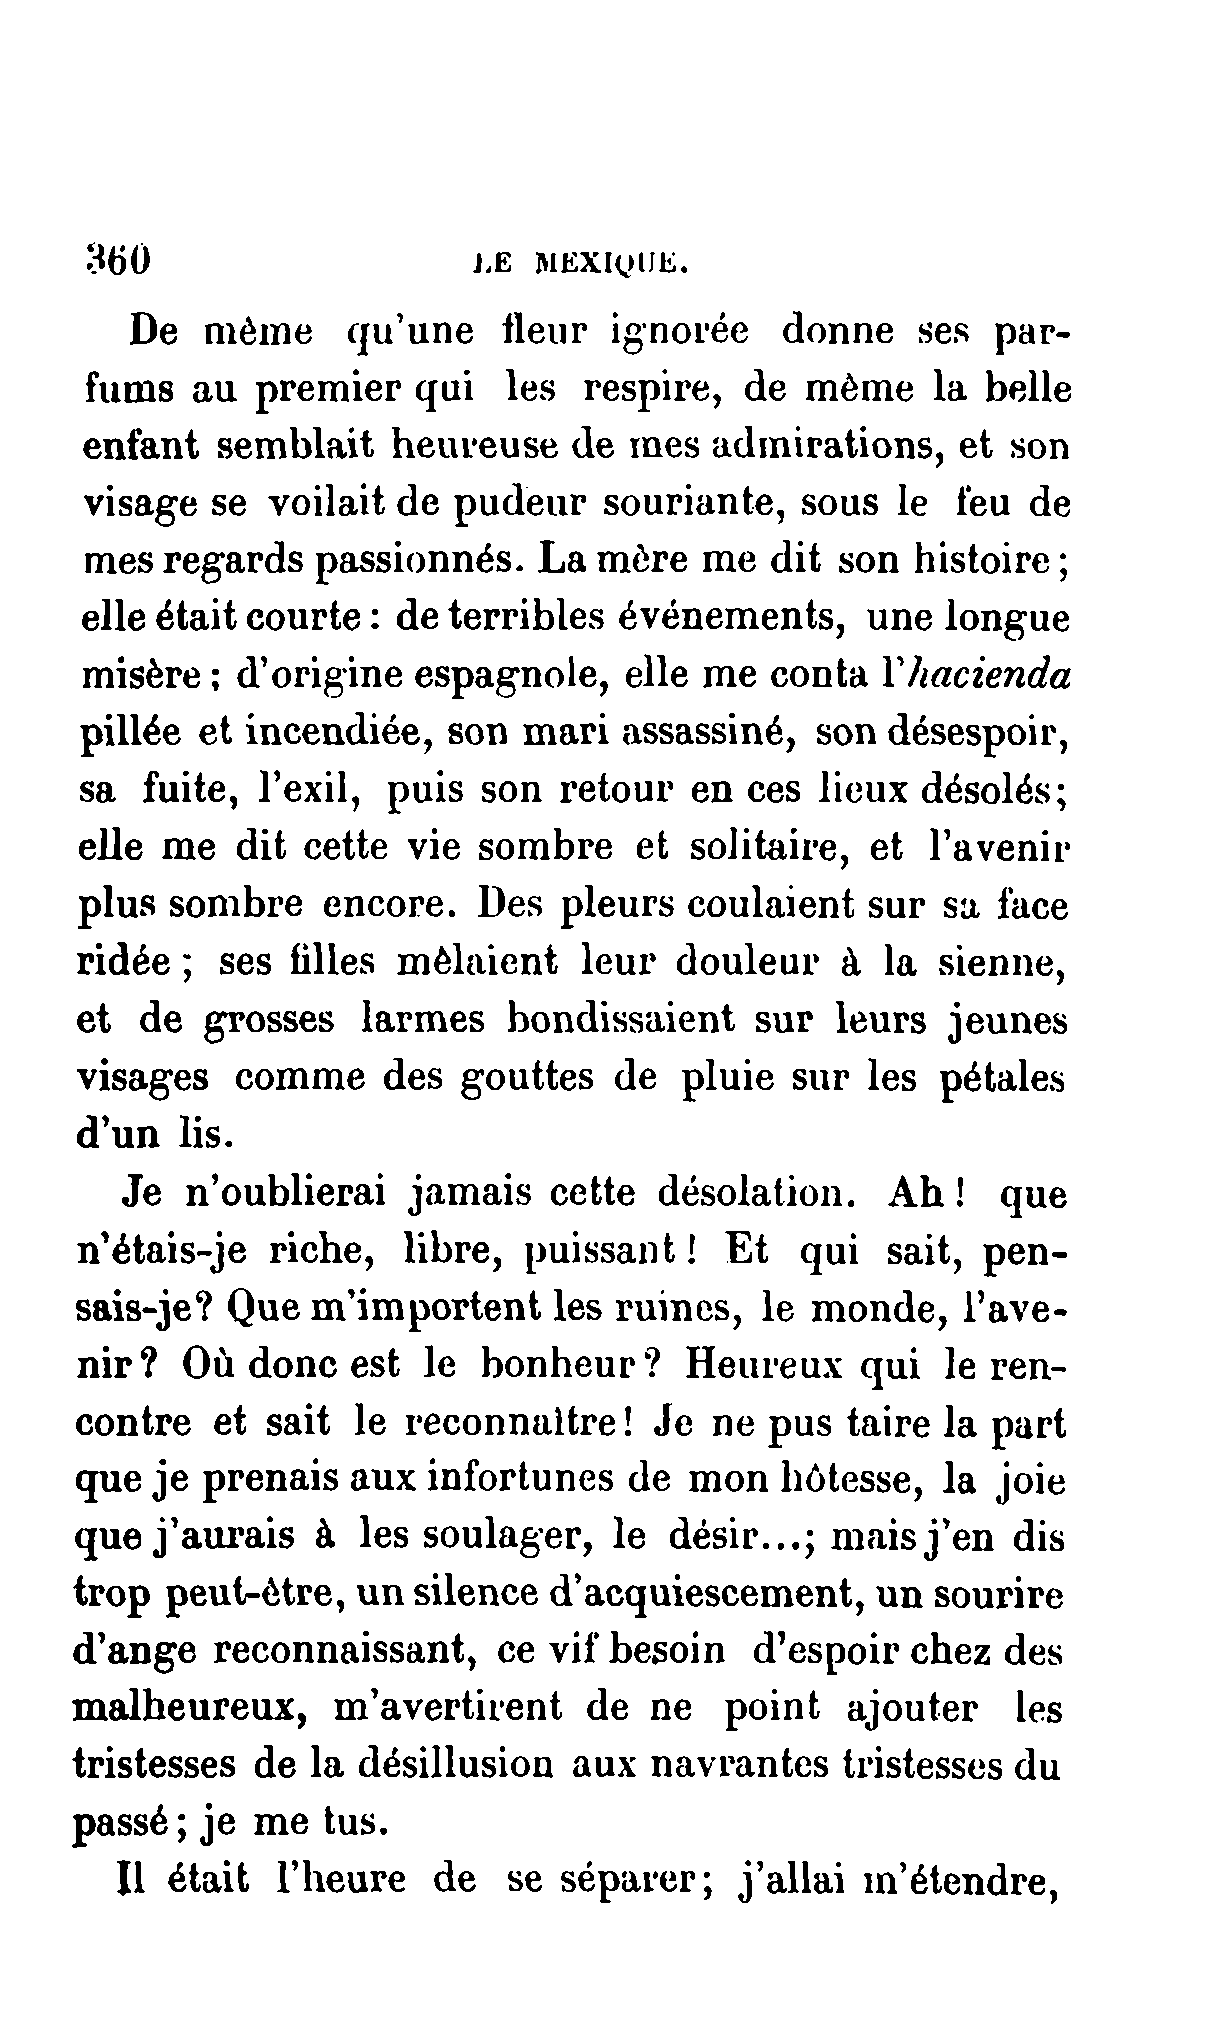 360 LE MEXIQUE.
De même qu'une fleur ignorée donne ses par-
fums au premier qui les respire, de même la belle
enfant semblait heureuse de mes admirations, et son
visage se voilait de pudeur souriante, sous le feu de
mes regards passionnés. La mère me dit son histoire;
elle était courte : de terribles événements, une longue
misère ; d'origine espagnole, elle me conta l'hacienda
pillée et incendiée, son mari assassiné, son désespoir,
sa fuite, l'exil, puis son retour en ces lieux désolés;
elle me dit cette vie sombre et solitaire, et l'avenir
plus sombre encore. Des pleurs coulaient sur sa face
ridée ; ses filles mêlaient leur douleur à la sienne,
et de grosses larmes bondissaient sur leurs jeunes
visages comme des gouttes de pluie sur les pétales
d'un lis.
Je n'oublierai jamais cette désolation. Ah ! que
n'étais-je riche, libre, puissant ! Et qui sait, pen-
sais-je? Que m'importent les ruines, le monde, l'ave-
nir ? Où donc est le bonheur ? Heureux qui le ren-
contre et sait le reconnaître! Je ne pus taire la part
que je prenais aux infortunes de mon hôtesse, la joie
que j'aurais à les soulager, le désir...; mais j'en dis
trop peut-être, un silence d'acquiescement, un sourire
d'ange reconnaissant, ce vif besoin d'espoir chez des
malheureux, m'avertirent de ne point ajouter les
tristesses de la désillusion aux navrantes tristesses du
passé ; je me tus.
Il était l'heure de se séparer; j'allai m'étendre,